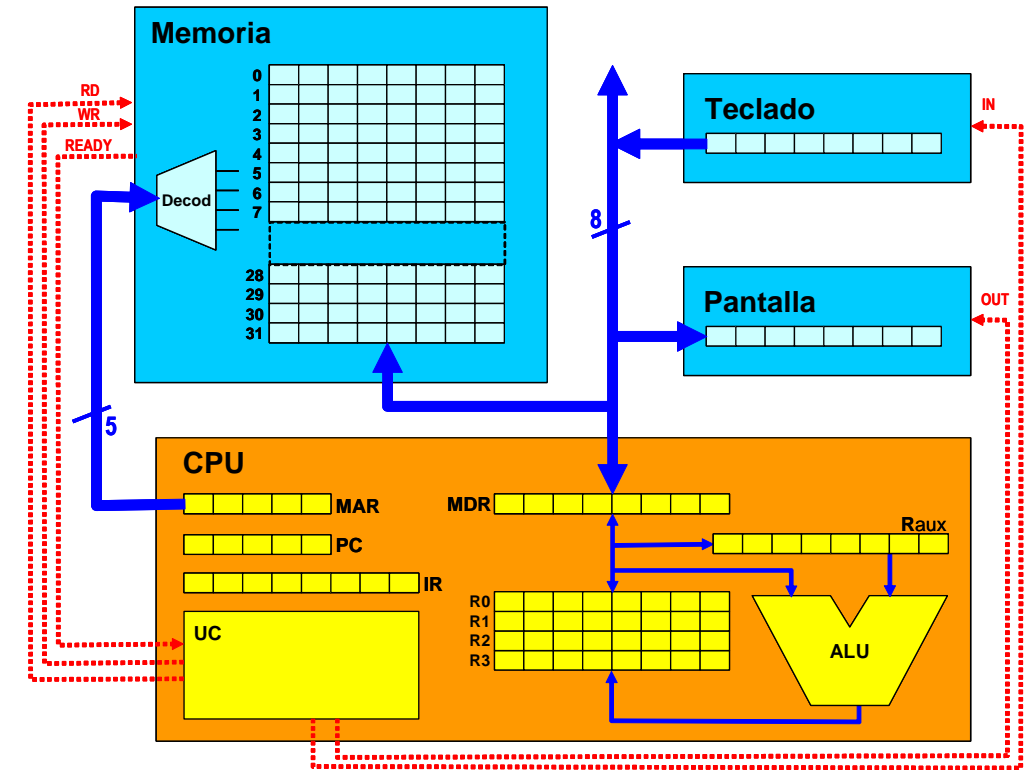 Memoria
0
1
2
3
4
5
6
7
28
29
30
31
RD
WR
READY
Decod
5
8
Teclado
IN
Pantalla
OUT
CPU
MAR
PC
IR
UC
MDR
Raux
R0
R1
R2
R3
ALU